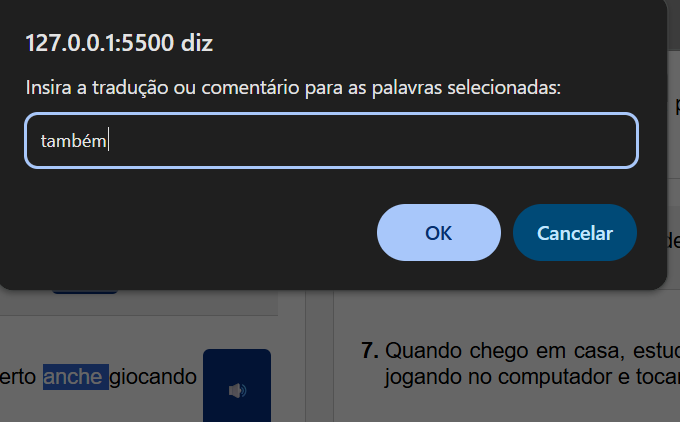 127.0.0.1:5500 diz
Insira a tradução ou comentário para as palavras selecionadas:
também
OK
Cancelar
erto anche giocando
7. Quando chego em casa, estud
jogando no computador e tocar